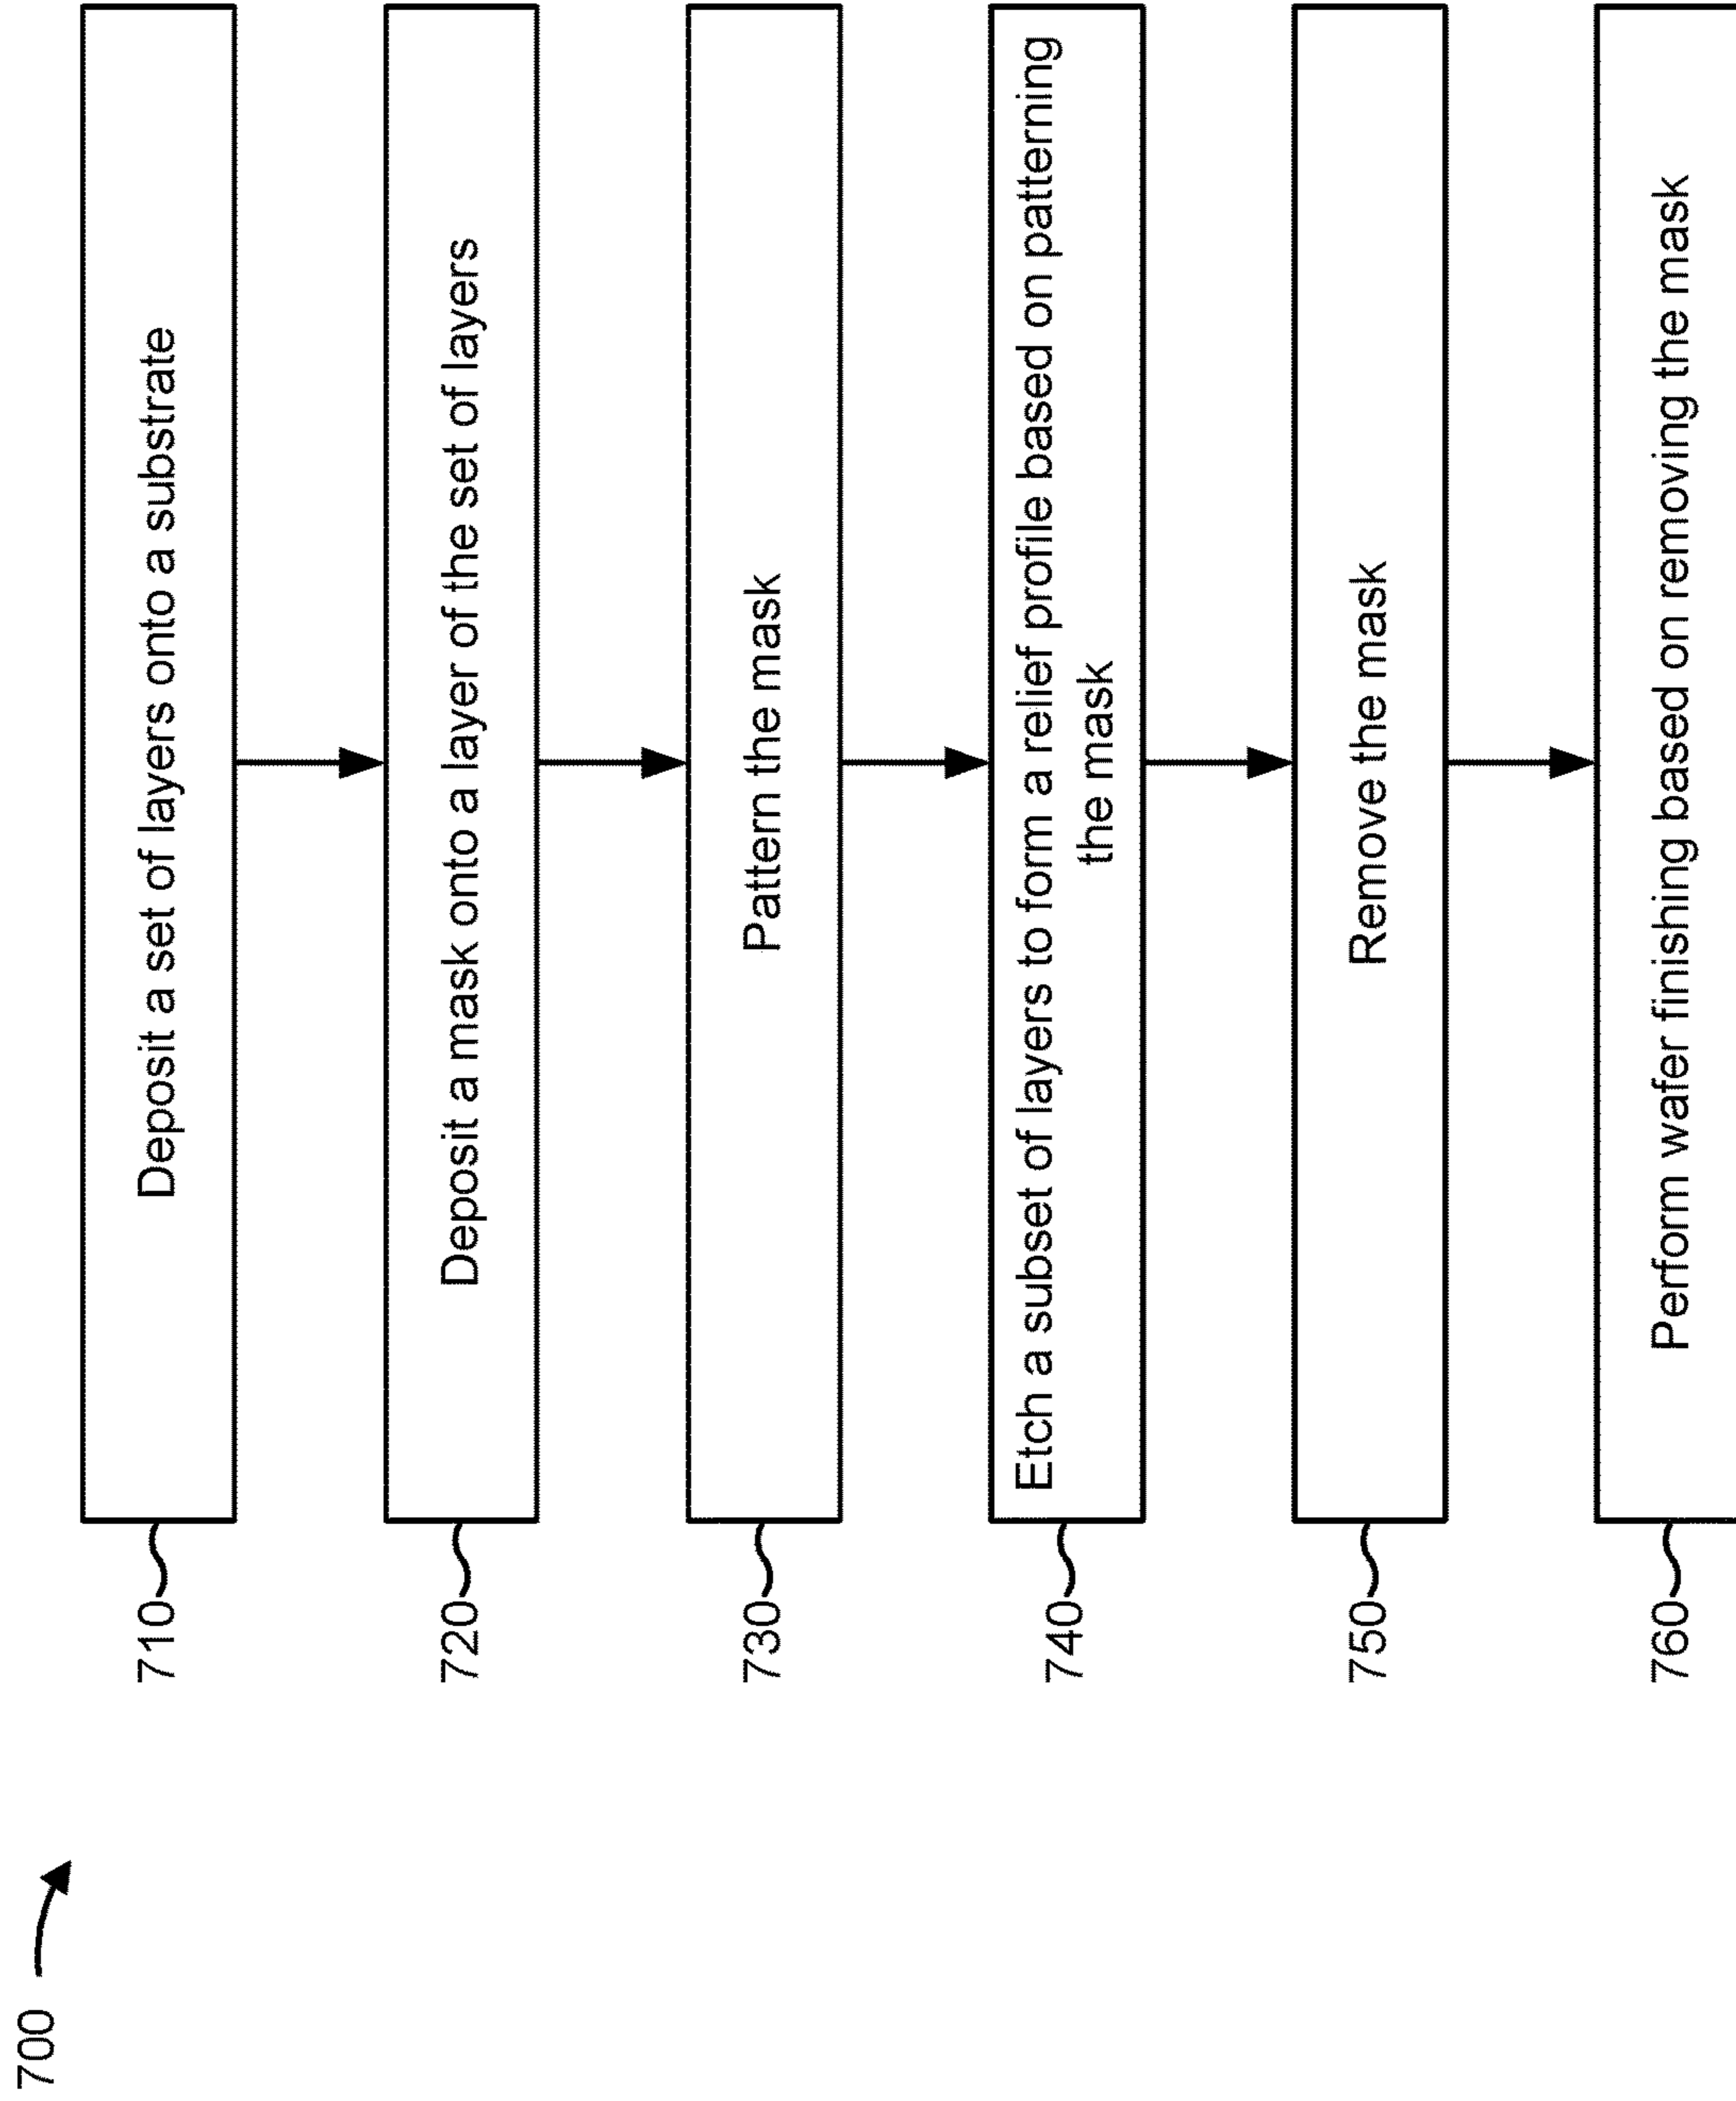 700
710
Deposit a set of layers onto a substrate
720
Deposit a mask onto a layer of the set of layers
730
Pattern the mask
740
Etch a subset of layers to form a relief profile based on patterning
the mask
750
Remove the mask
760
Perform wafer finishing based on removing the mask